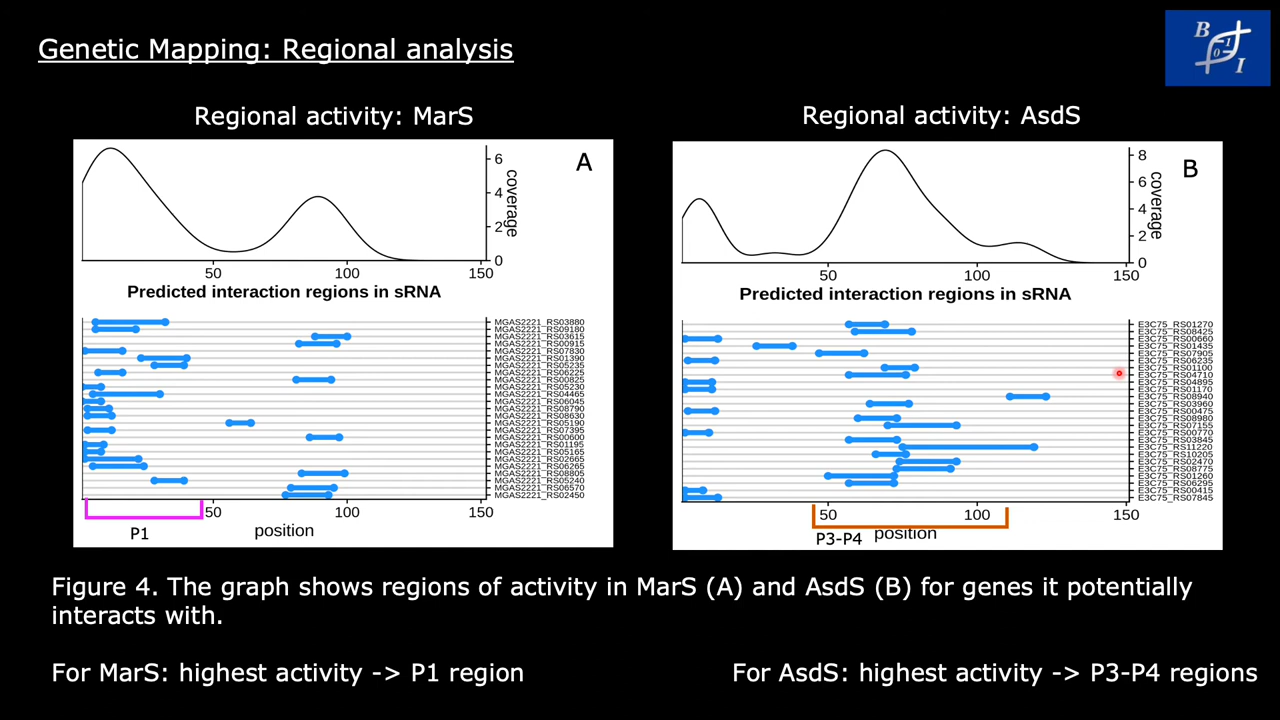 Genetic Mapping: Regional analysis
B
1
0
I
Regional activity: MarS
A
6
4
2
0
coverage
50 100 150
Predicted interaction regions in sRNA
MGAS2221_RS03880
MGAS2221_RS09180
MGAS2221_RS03615
MGAS2221_RS00915
MGAS2221_RS07830
MGAS2221_RS01390
MGAS2221_RS05235
MGAS2221_RS06225
MGAS2221_RS00825
MGAS2221_RS05230
MGAS2221_RS04465
MGAS2221_RS06045
MGAS2221_RS08790
MGAS2221_RS08630
MGAS2221_RS05190
MGAS2221_RS07395
MGAS2221_RS00600
MGAS2221_RS01195
MGAS2221_RS05165
MGAS2221_RS02665
MGAS2221_RS06265
MGAS2221_RS08805
MGAS2221_RS05240
MGAS2221_RS06570
MGAS2221_RS02450
50 100 150
P1
position
Regional activity: AsdS
B
8
6
4
2
0
coverage
50 100 150
Predicted interaction regions in sRNA
E3C75_RS01270
E3C75_RS08425
E3C75_RS00660
E3C75_RS01435
E3C75_RS07905
E3C75_RS06235
E3C75_RS01100
E3C75_RS04710
E3C75_RS04895
E3C75_RS01170
E3C75_RS08940
E3C75_RS03960
E3C75_RS00475
E3C75_RS08980
E3C75_RS07155
E3C75_RS00770
E3C75_RS03845
E3C75_RS11220
E3C75_RS10205
E3C75_RS02470
E3C75_RS08775
E3C75_RS01260
E3C75_RS06295
E3C75_RS00415
E3C75_RS07845
50 100 150
P3-P4
position
Figure 4. The graph shows regions of activity in MarS (A) and AsdS (B) for genes it potentially
interacts with.
For MarS: highest activity -> P1 region
For AsdS: highest activity -> P3-P4 regions